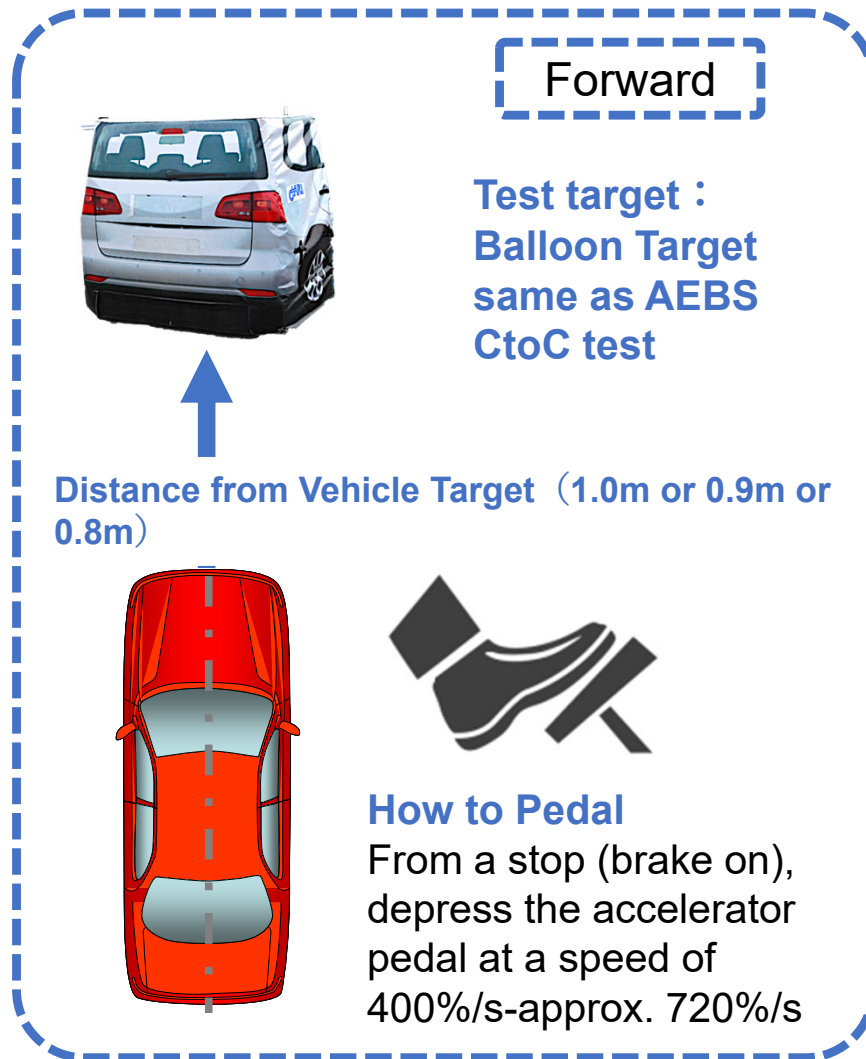 Forward
Test target：
Balloon Target
same as AEBS
CtoC test
Distance from Vehicle Target（1.0m or 0.9m or
0.8m）
How to Pedal
From a stop (brake on),
depress the accelerator
pedal at a speed of
400%/s-approx. 720%/s